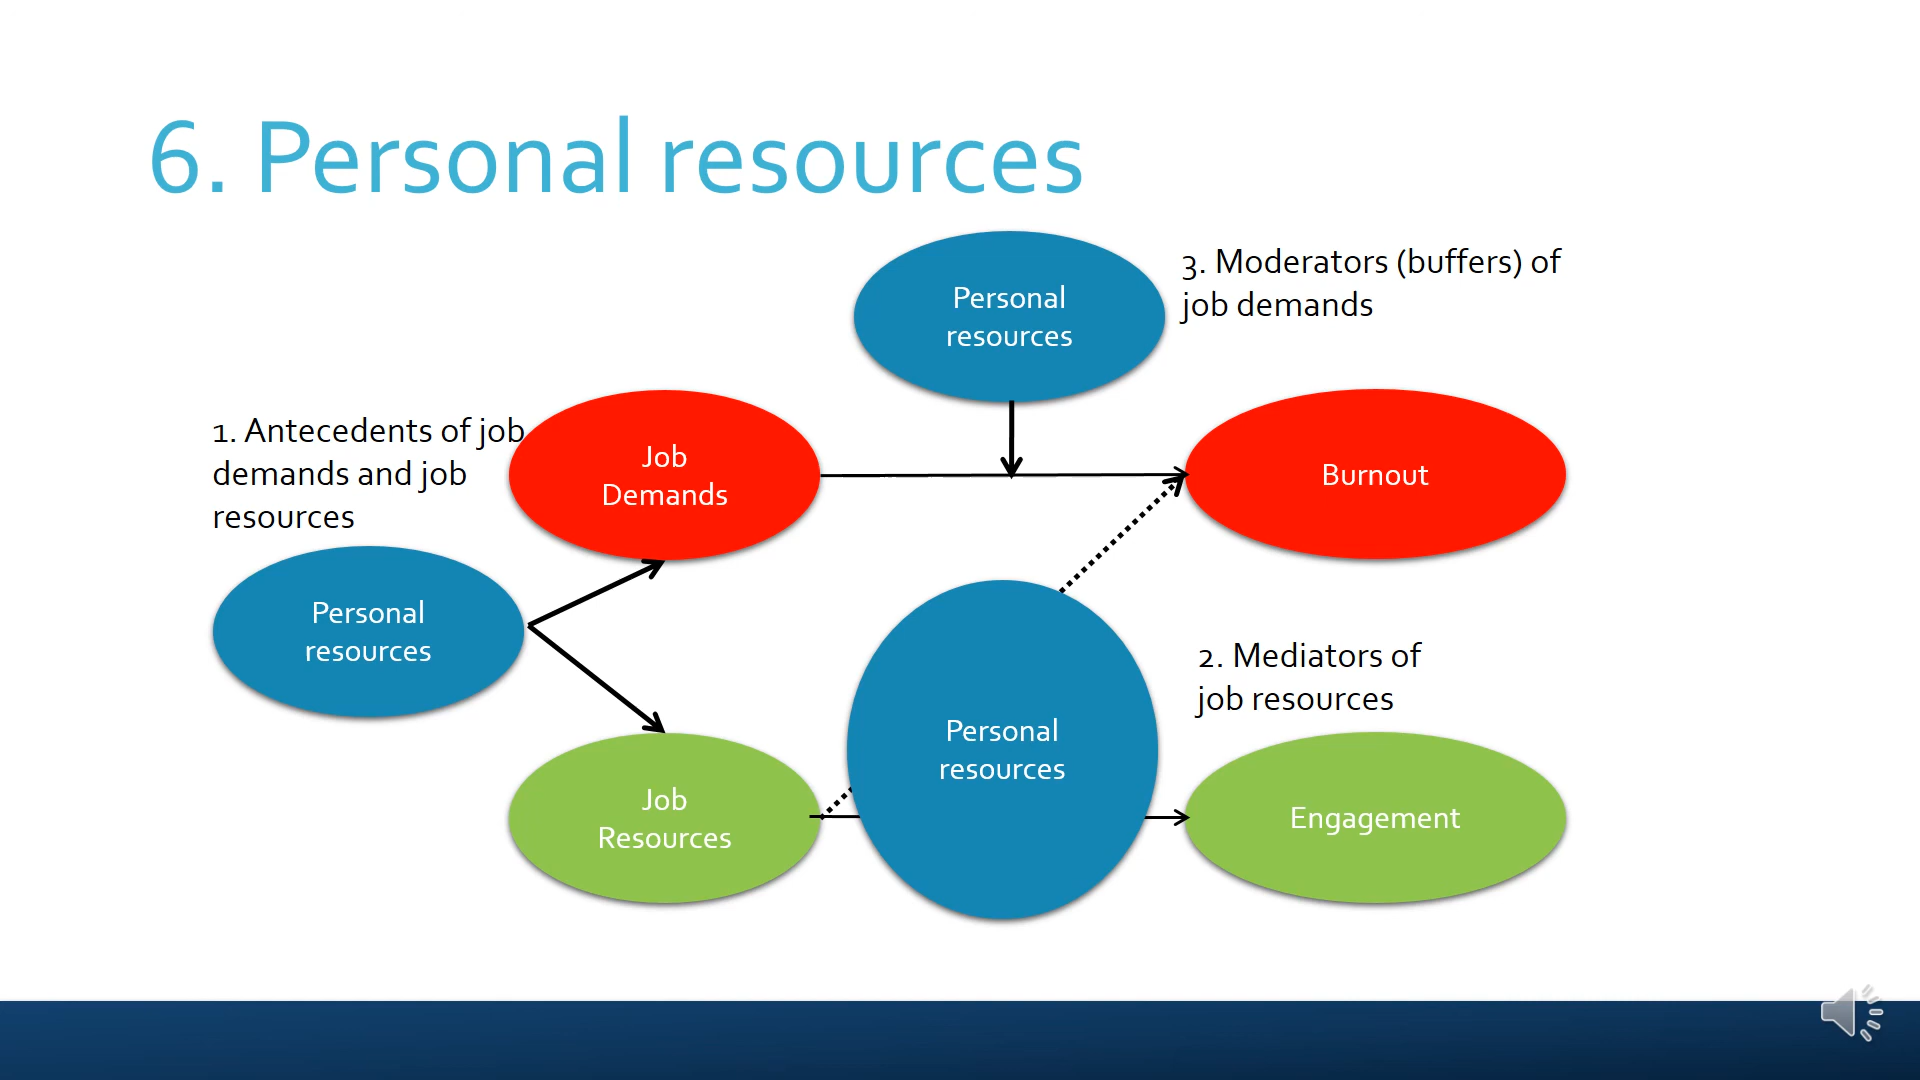 6. Personal resources
Personal
resources
3. Moderators (buffers) of
job demands
1. Antecedents of job
demands and job
resources
Job
Demands
Burnout
Personal
resources
Personal
resources
2. Mediators of
job resources
Job
Resources
Engagement